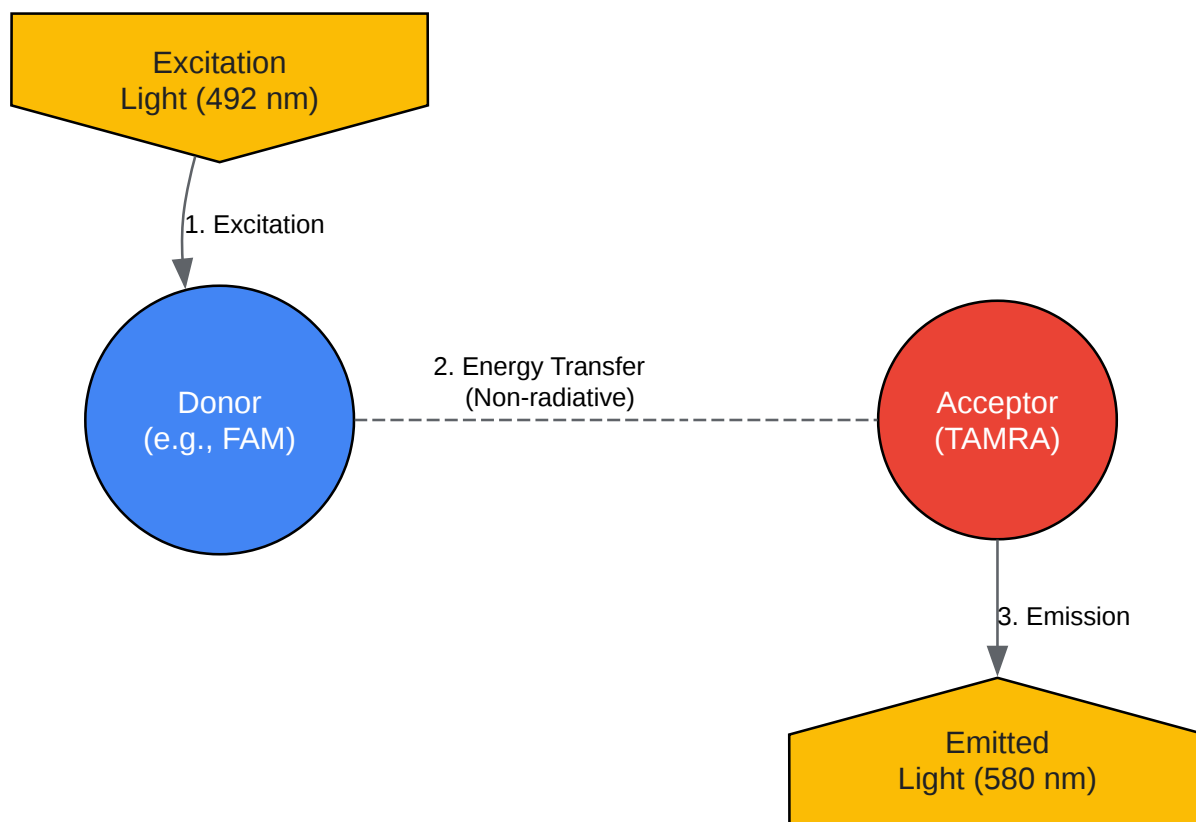 Excitation
Light (492 nm)
1. Excitation
2. Energy Transfer
(Non-radiative)
Donor
(e.g., FAM)
Acceptor
(TAMRA)
3. Emission
Emitted
Light (580 nm)